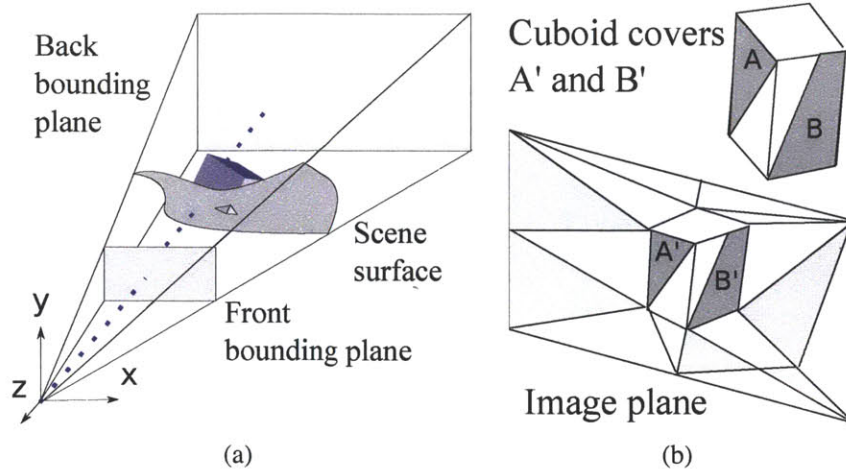 Back
bounding
plane
Scene
surface
Front
bounding plane
y
z
x
(a)
Cuboid covers
A' and B'
A
B
A'
B'
Image plane
(b)